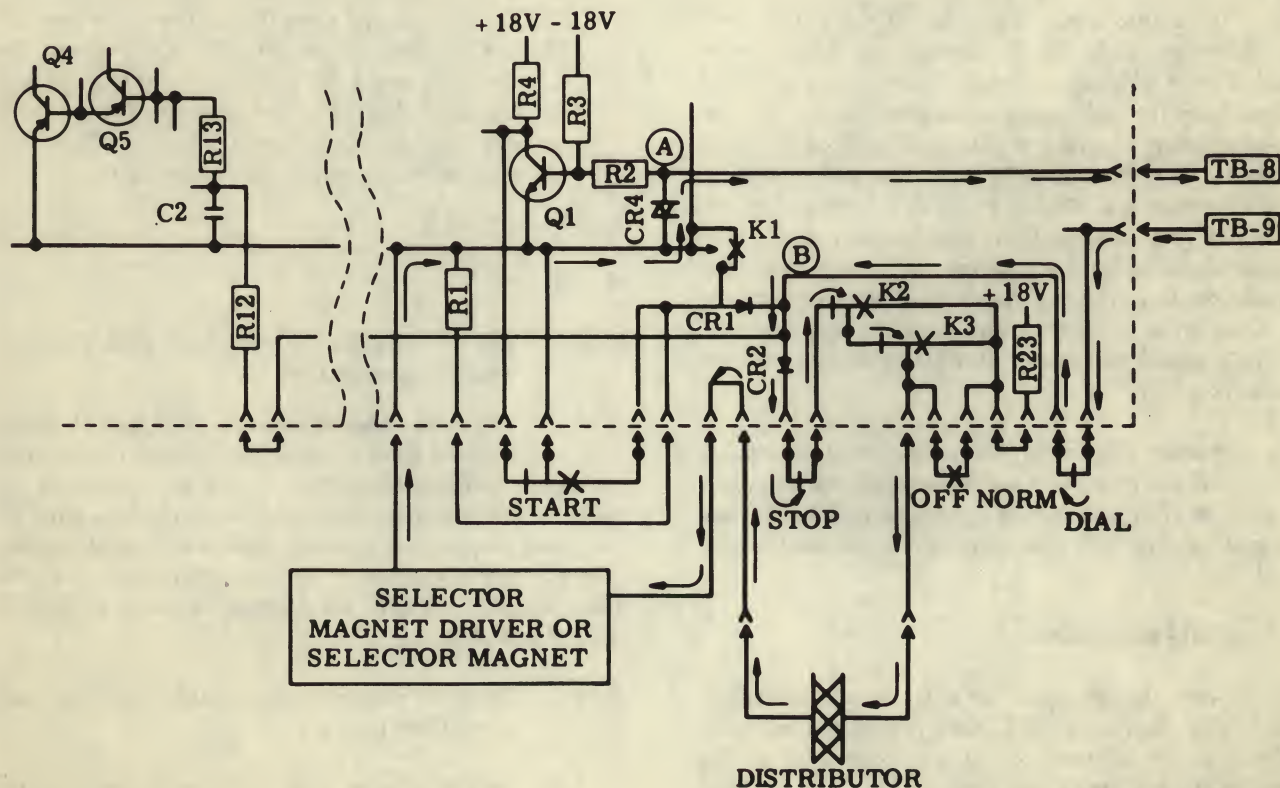 + 18V - 18V
Q4
Q5
R13
C2
R12
R4
R3
A
R2
Q1
CR4
TB-8
TB-9
K1
B
R1
CR1
K2
+ 18V
K3
R23
CR2
START
STOP
OFF NORM
DIAL
SELECTOR
MAGNET DRIVER OR
SELECTOR MAGNET
DISTRIBUTOR